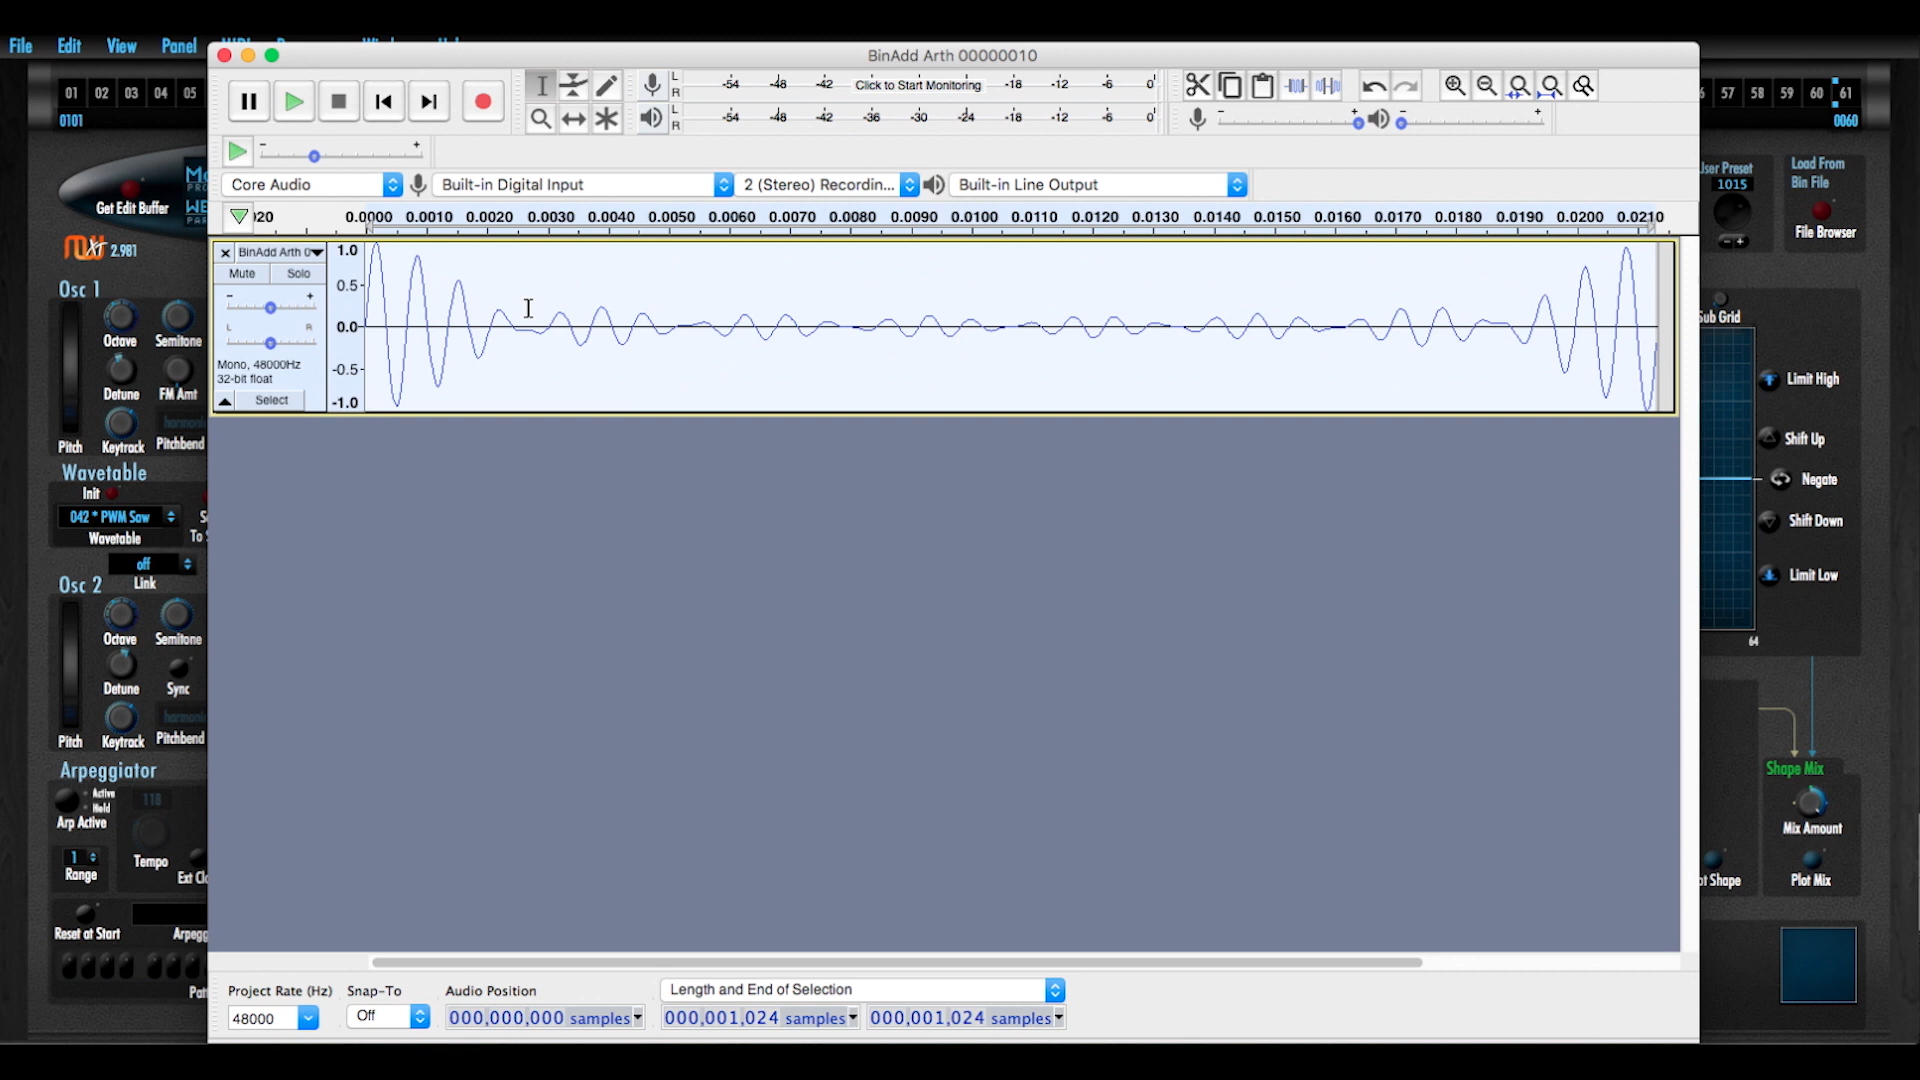 BinAdd Arth 00000010
File Edit View Panel
01 02 03 04 05
0101
57 58 59 60 61
0060
L
R
-54 -48 -42 Click to Start Monitoring -18 -12 -6 0
L
R
-54 -48 -42 -36 -30 -24 -18 -12 -6 0
- +
- +
- +
Core Audio
Built-in Digital Input
2 (Stereo) Recordin...
Built-in Line Output
0.0000 0.0010 0.0020 0.0030 0.0040 0.0050 0.0060 0.0070 0.0080 0.0090 0.0100 0.0110 0.0120 0.0130 0.0140 0.0150 0.0160 0.0170 0.0180 0.0190 0.0200 0.0210
BinAdd Arth 0
Mute Solo
- +
L R
Mono, 48000Hz
32-bit float
Select
1.0
0.5
0.0
-0.5
-1.0
Get Edit Buffer
2.981
Osc 1
Octave Semitone
Detune FM Amt
Pitch Keytrack Pitchbend
Wavetable
Init
042 * PWM Saw
Wavetable
off
Link
Osc 2
Octave Semitone
Detune Sync
Pitch Keytrack Pitchbend
Arpeggiator
Active
Hold
Arp Active
118
1
Range
Tempo
Reset at Start
User Preset
1015
- +
Load From
Bin File
File Browser
Sub Grid
Limit High
Shift Up
Negate
Shift Down
Limit Low
64
Shape Mix
Mix Amount
Plot Mix
Project Rate (Hz) Snap-To Audio Position Length and End of Selection
48000 Off 000,000,000 samples 000,001,024 samples 000,001,024 samples